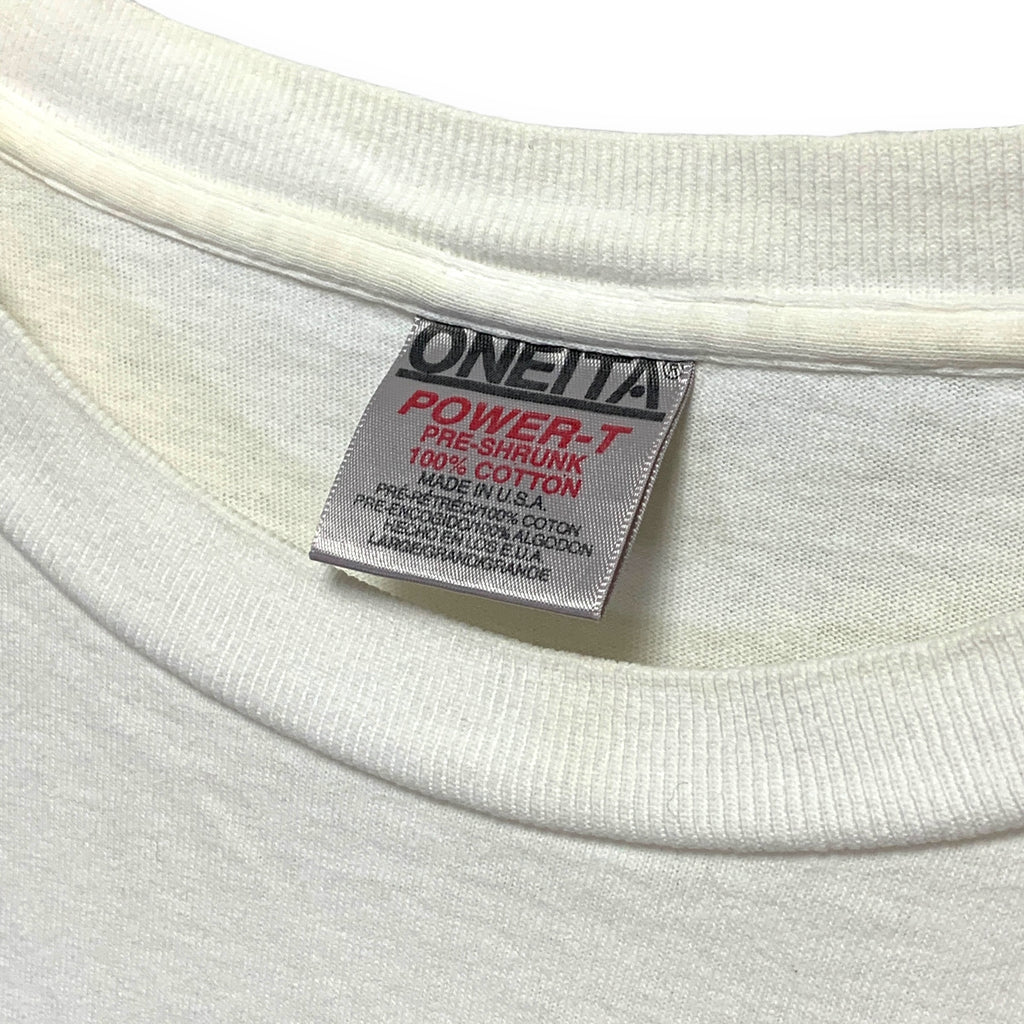 ONEITA®
POWER-T
PRE-SHRUNK
100% COTTON
MADE IN U.S.A
PRÉ-RÉTRÉCI/100% COTON
PRE-ENCOGIDO/100% ALGODON
HECHO EN LOS E.U.A
LARGE/GRAND/GRANDE